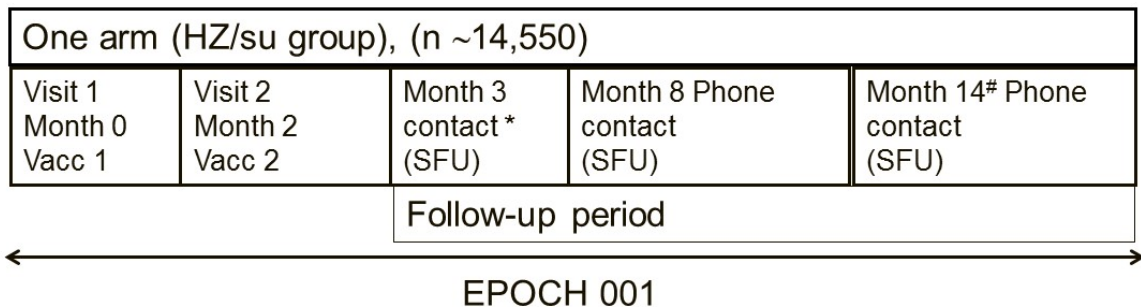 One arm (HZ/su group), (n ~14,550)
Visit 1
Month 0
Vacc 1
Visit 2
Month 2
Vacc 2
Month 3
contact *
(SFU)
Month 8 Phone
contact
(SFU)
Month 14# Phone
contact
(SFU)
Follow-up period
EPOCH 001